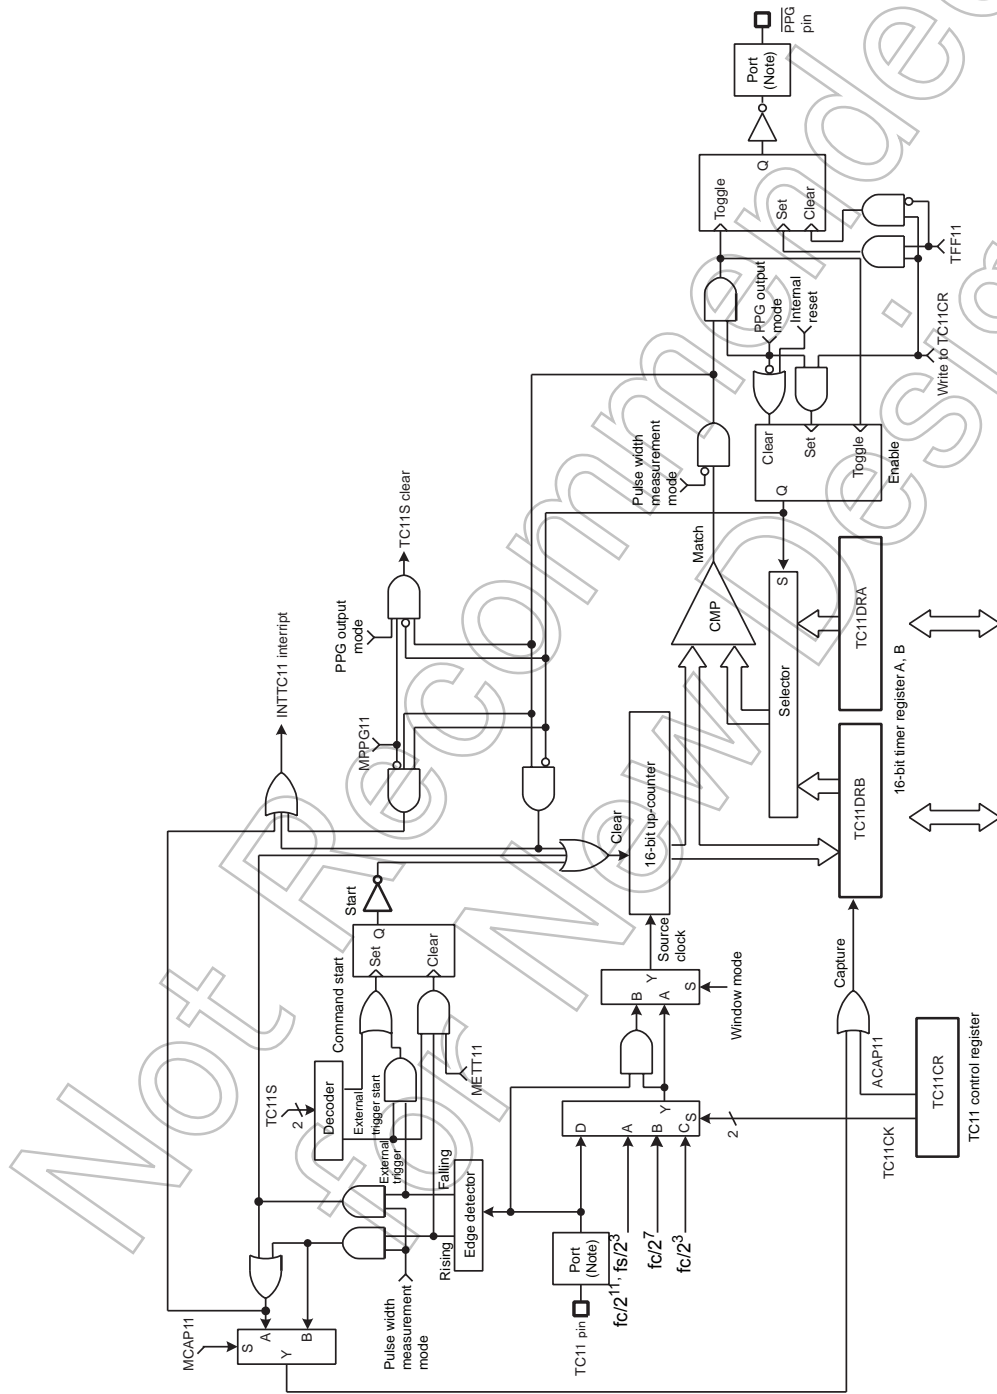 Not Recommended
for New Design
PPG
pin
Port
(Note)
Q
Toggle
Set
Clear
TFF11
PPG output
mode
Internal
reset
Write to TC11CR
Clear
Set
Toggle
Q
Enable
Pulse width
measurement
mode
TC11S clear
PPG output
mode
INTTC11 interript
MPPG11
Match
CMP
S
Selector
TC11DRA
TC11DRB
16-bit timer register A, B
Clear
16-bit up-counter
Start
Set
Q
Clear
Command start
METT11
TC11S
2
Decoder
External
trigger start
External
trigger
Falling
Rising
Edge detector
Pulse width
measurement
mode
MCAP11
S
A
B
Y
Source
clock
B
A
Y
S
Window mode
Capture
ACAP11
TC11CR
TC11 control register
TC11CK
2
D
A
B
C
S
Y
Port
(Note)
TC11 pin
fc/2^11, fs/2^3
fc/2^7
fc/2^3